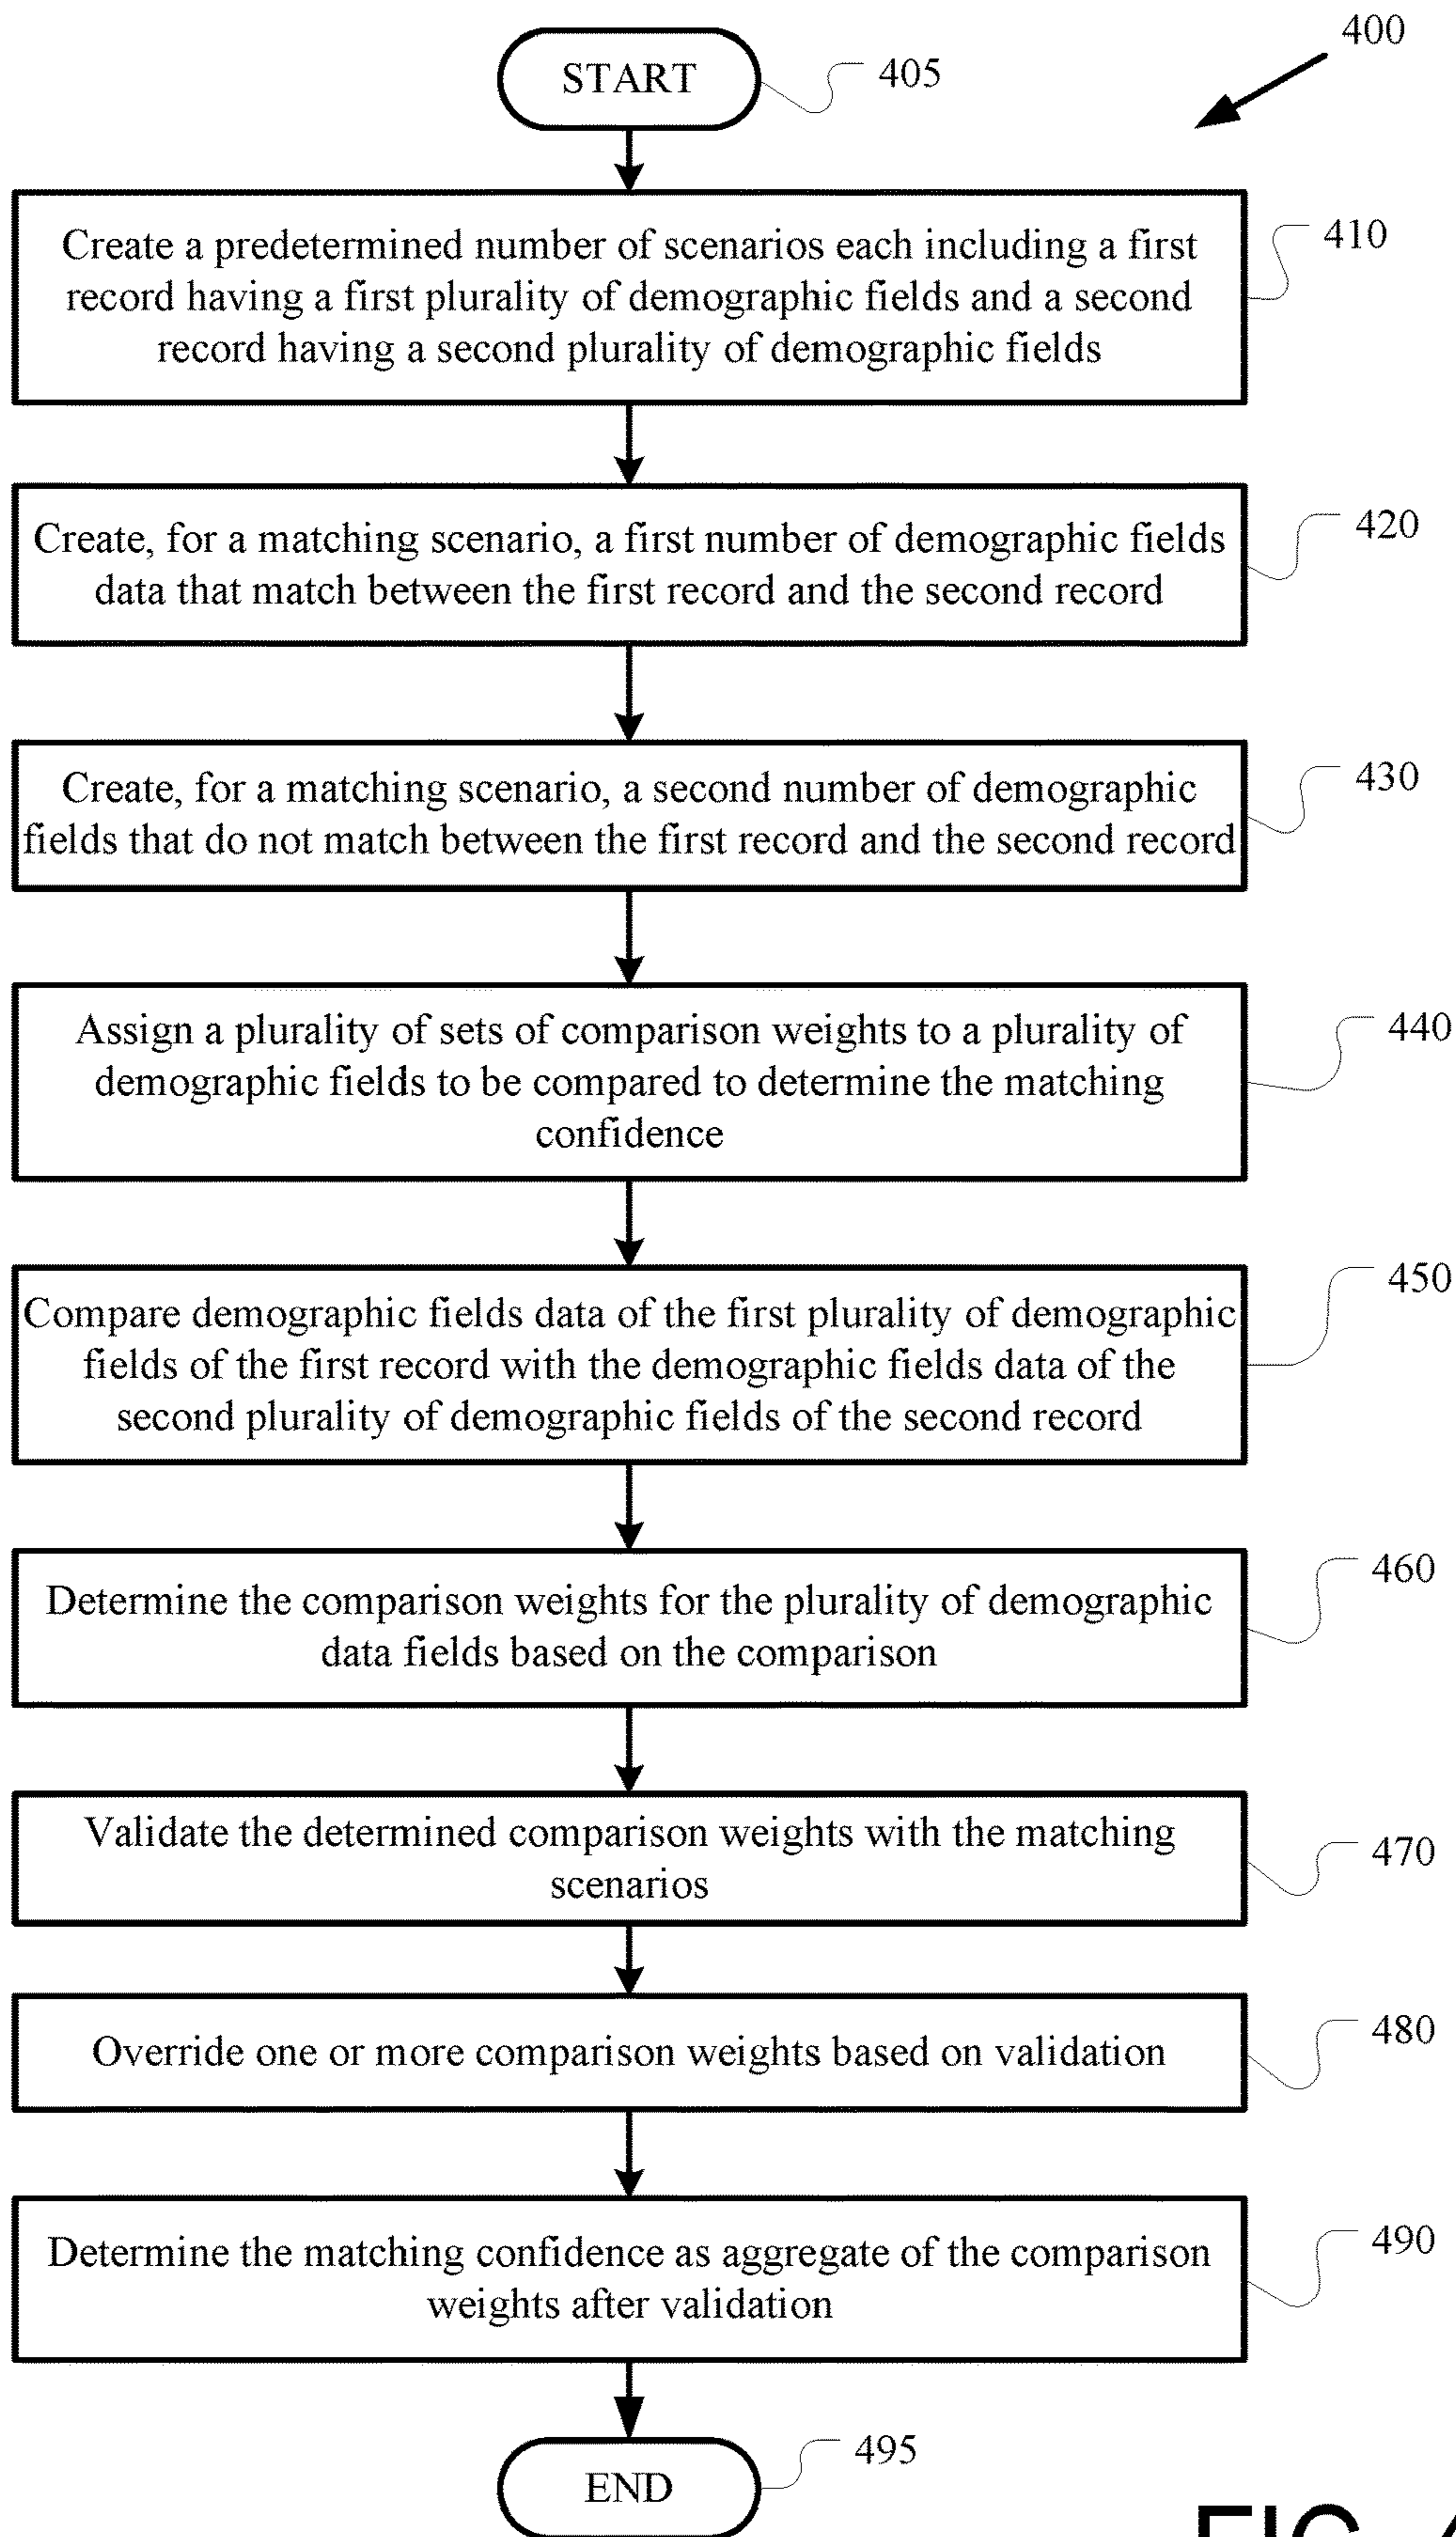 400
START
405
Create a predetermined number of scenarios each including a first
record having a first plurality of demographic fields and a second
record having a second plurality of demographic fields
410
Create, for a matching scenario, a first number of demographic fields
data that match between the first record and the second record
420
Create, for a matching scenario, a second number of demographic
fields that do not match between the first record and the second record
430
Assign a plurality of sets of comparison weights to a plurality of
demographic fields to be compared to determine the matching
confidence
440
Compare demographic fields data of the first plurality of demographic
fields of the first record with the demographic fields data of the
second plurality of demographic fields of the second record
450
Determine the comparison weights for the plurality of demographic
data fields based on the comparison
460
Validate the determined comparison weights with the matching
scenarios
470
Override one or more comparison weights based on validation
480
Determine the matching confidence as aggregate of the comparison
weights after validation
490
END
495
FIG. 4